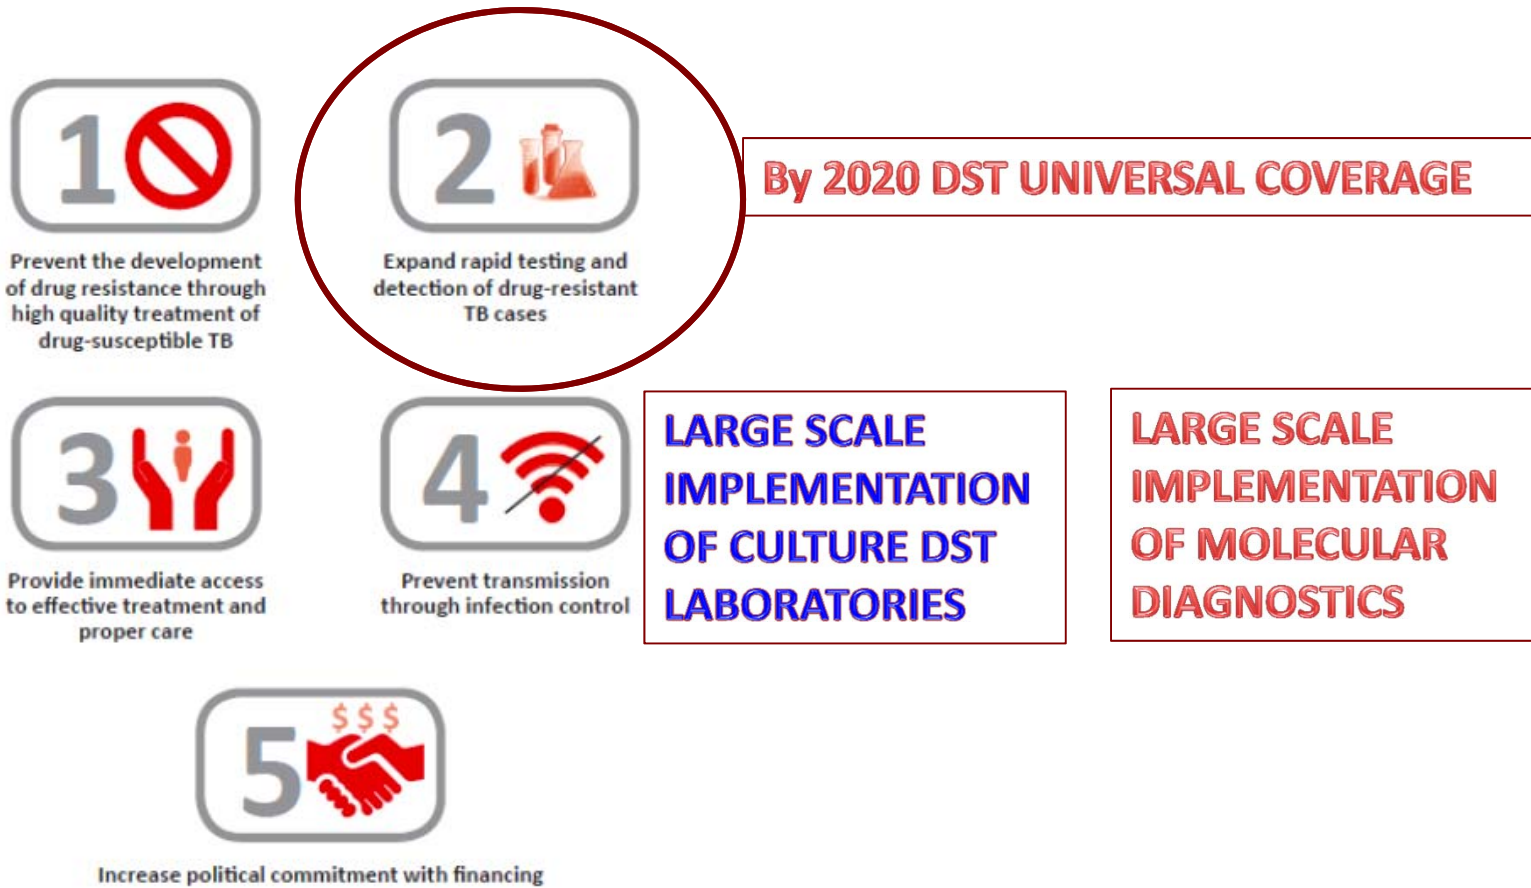 1
Prevent the development
of drug resistance through
high quality treatment of
drug-susceptible TB
2
Expand rapid testing and
detection of drug-resistant
TB cases
By 2020 DST UNIVERSAL COVERAGE
3
Provide immediate access
to effective treatment and
proper care
4
Prevent transmission
through infection control
LARGE SCALE
IMPLEMENTATION
OF CULTURE DST
LABORATORIES
LARGE SCALE
IMPLEMENTATION
OF MOLECULAR
DIAGNOSTICS
5
$ $ $
Increase political commitment with financing